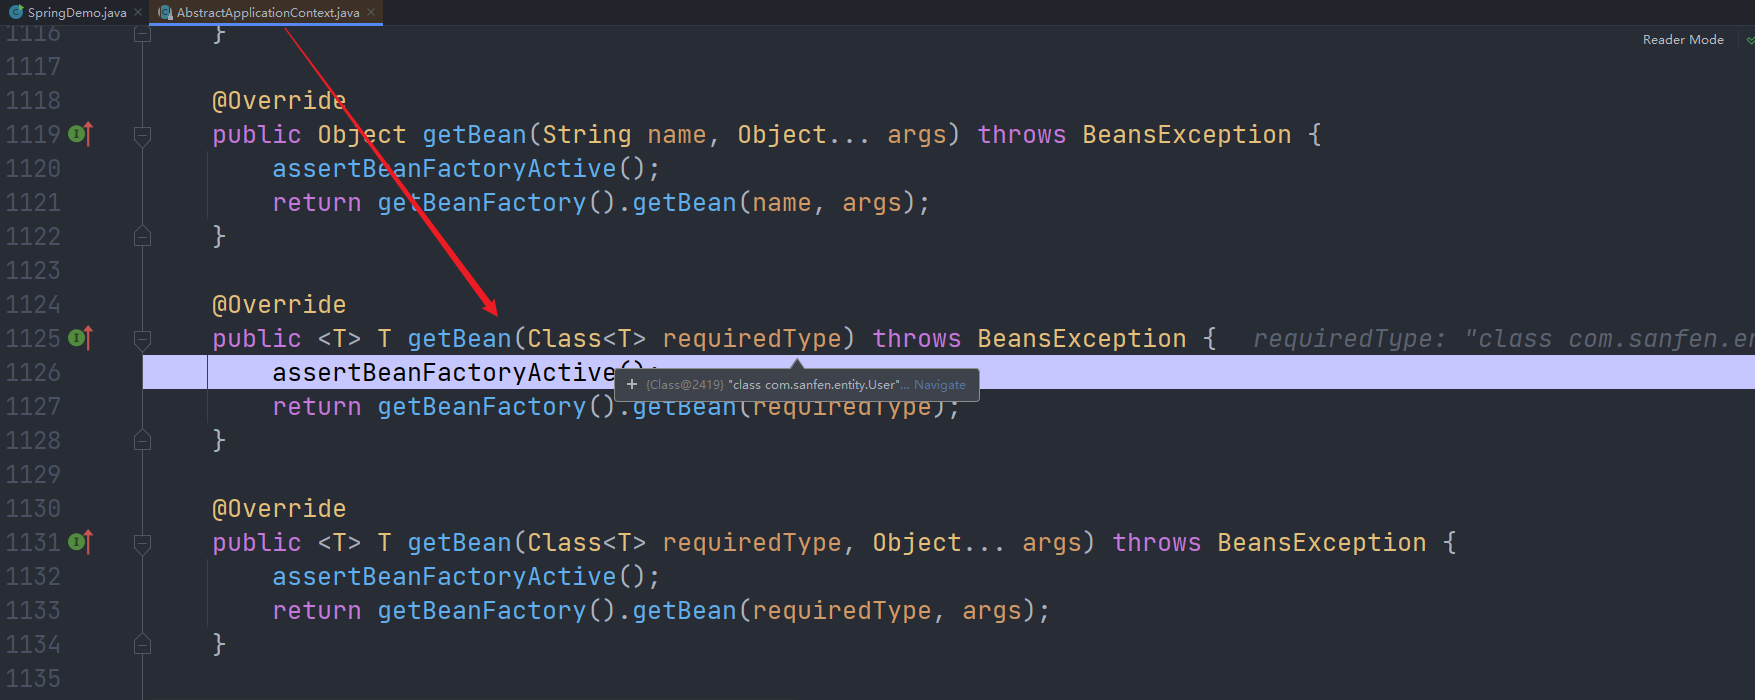 SpringDemo.java AbstractApplicationContext.java
Reader Mode
1116 }
1117
1118 @Override
1119 public Object getBean(String name, Object... args) throws BeansException {
1120 assertBeanFactoryActive();
1121 return getBeanFactory().getBean(name, args);
1122 }
1123
1124 @Override
1125 public <T> T getBean(Class<T> requiredType) throws BeansException { requiredType: "class com.sanfen.en
1126 assertBeanFactoryActive();
{Class@2419} "class com.sanfen.entity.User"... Navigate
1127 return getBeanFactory().getBean(requiredType);
1128 }
1129
1130 @Override
1131 public <T> T getBean(Class<T> requiredType, Object... args) throws BeansException {
1132 assertBeanFactoryActive();
1133 return getBeanFactory().getBean(requiredType, args);
1134 }
1135